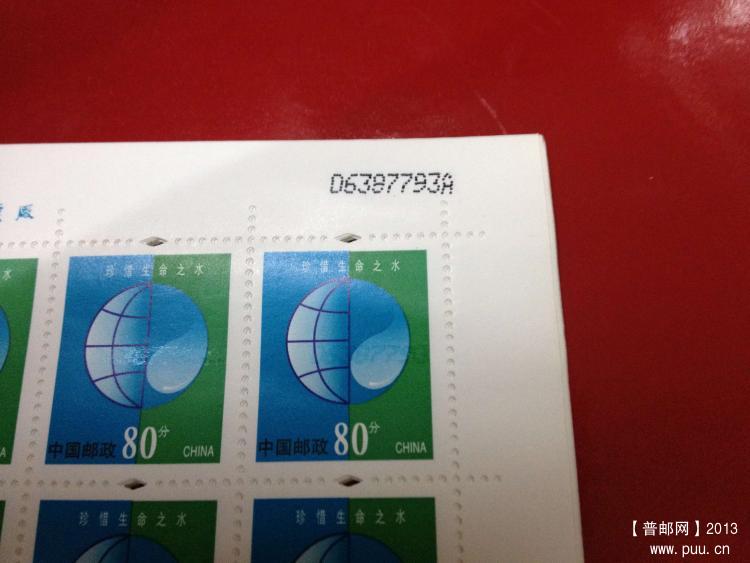 D6387793A
版
水
珍惜生命之水
珍惜生命之水
中国邮政 80分 CHINA
中国邮政 80分 CHINA
珍惜生命之水
珍惜生命之水
【普邮网】2013
www.puu.cn